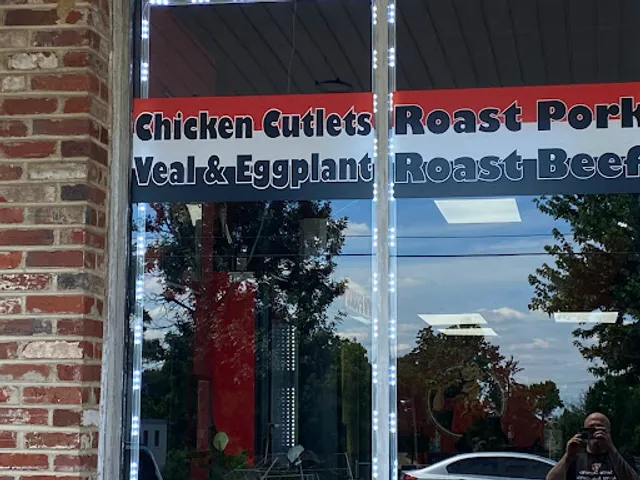 Chicken Cutlets Roast Pork
Veal & Eggplant Roast Beef